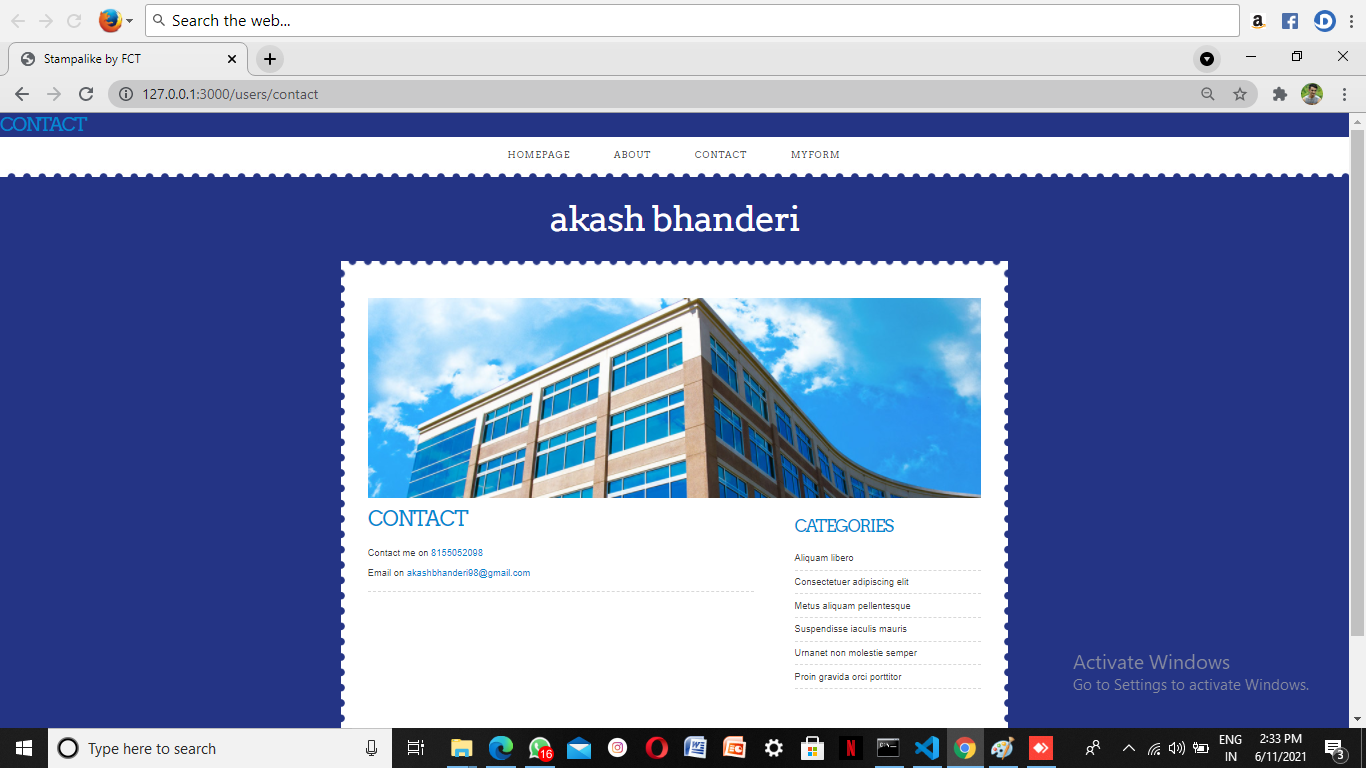 Search the web...
Stampalike by FCT
127.0.0.1:3000/users/contact
CONTACT
HOMEPAGE ABOUT CONTACT MYFORM
akash bhanderi
CONTACT
Contact me on 8155052098
Email on akashbhanderi98@gmail.com
CATEGORIES
Aliquam libero
Consectetuer adipiscing elit
Metus aliquam pellentesque
Suspendisse iaculis mauris
Urnanet non molestie semper
Proin gravida orci porttitor
Activate Windows
Go to Settings to activate Windows.
Type here to search
16
ENG
IN
2:33 PM
6/11/2021
3